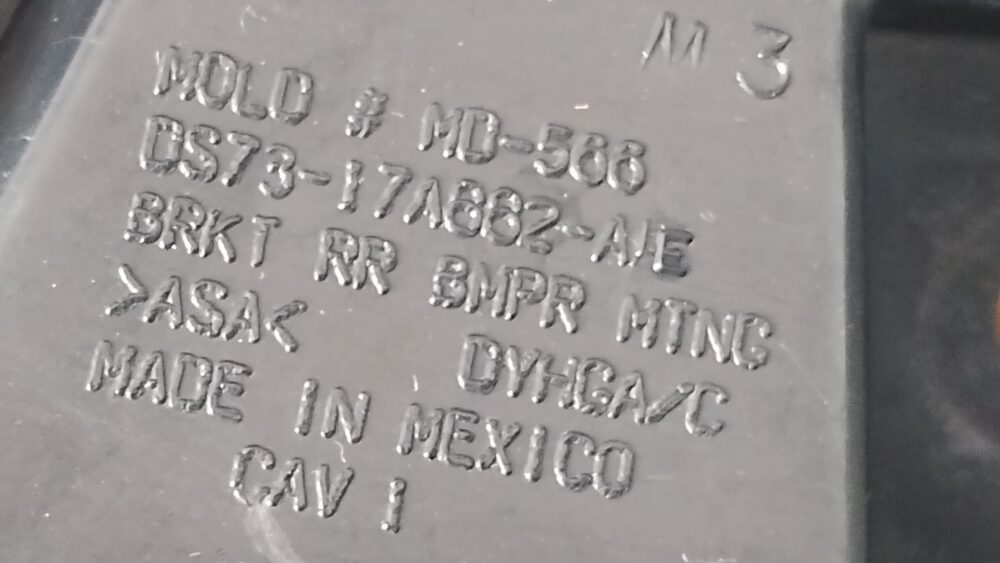 M 3
MOLD # MD-566
DS73-17A882-A/E
BRKT RR BMPR MTNG
>ASA< DYHGA/C
MADE IN MEXICO
CAV 1